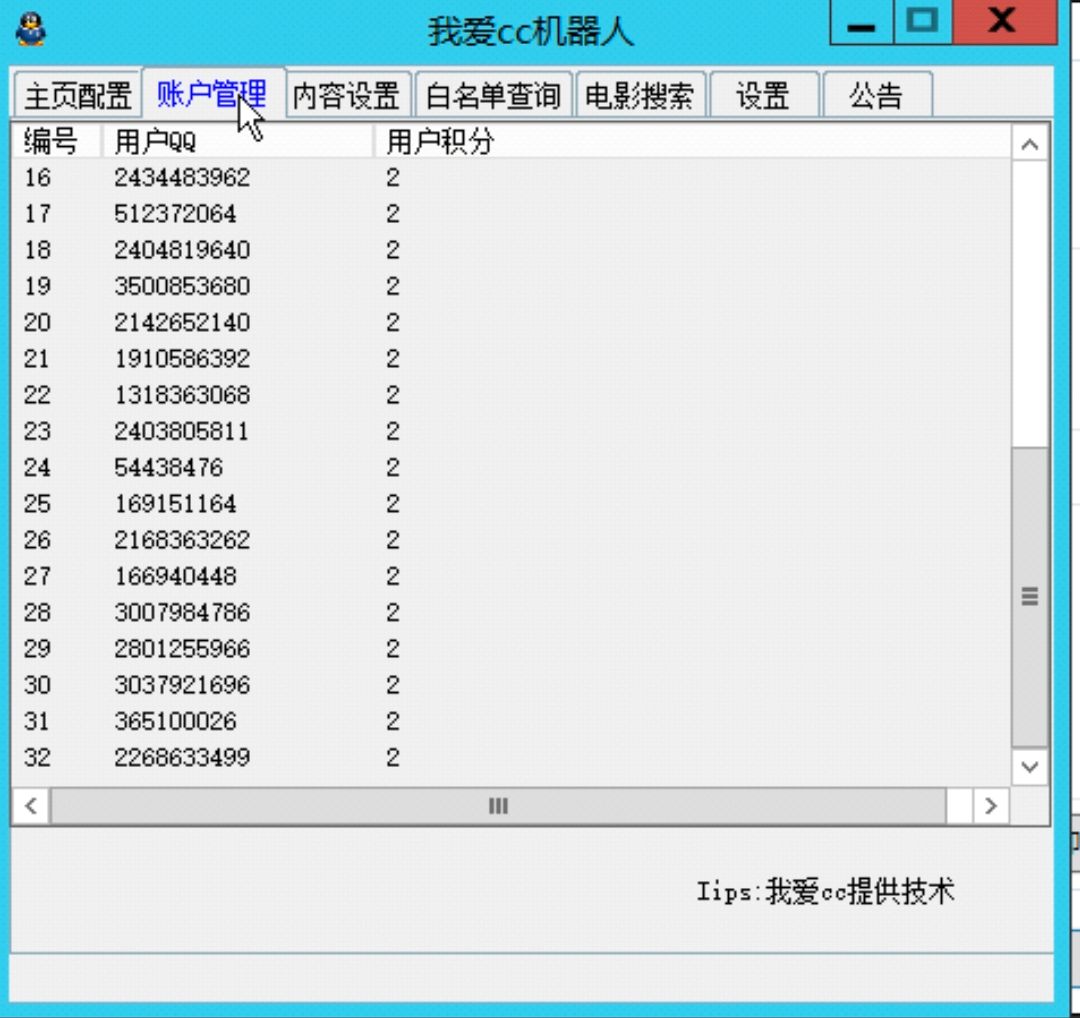 我爱cc机器人
主页配置 账户管理 内容设置 白名单查询 电影搜索 设置 公告
编号 用户QQ 用户积分
16 2434483962 2
17 512372064 2
18 2404819640 2
19 3500853680 2
20 2142652140 2
21 1910586392 2
22 1318363068 2
23 2403805811 2
24 54438476 2
25 169151164 2
26 2168363262 2
27 166940448 2
28 3007984786 2
29 2801255966 2
30 3037921696 2
31 365100026 2
32 2268633499 2
Iips:我爱cc提供技术